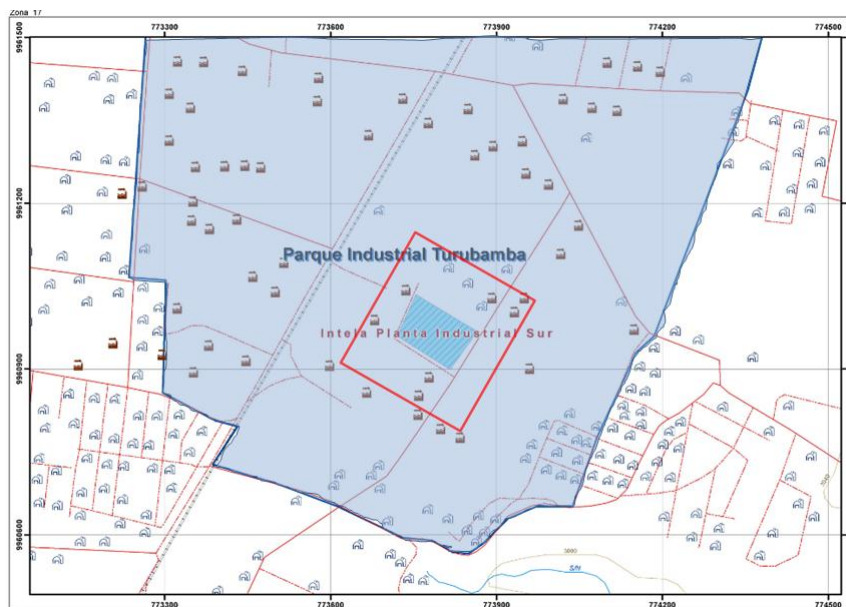 Zona 17
773300 773600 773900 774200 774500
9961500
9961200
Parque Industrial Turubamba
Intela Planta Industrial Sur
9960900
9960600
3080
S/N
773300 773600 773900 774200 774500